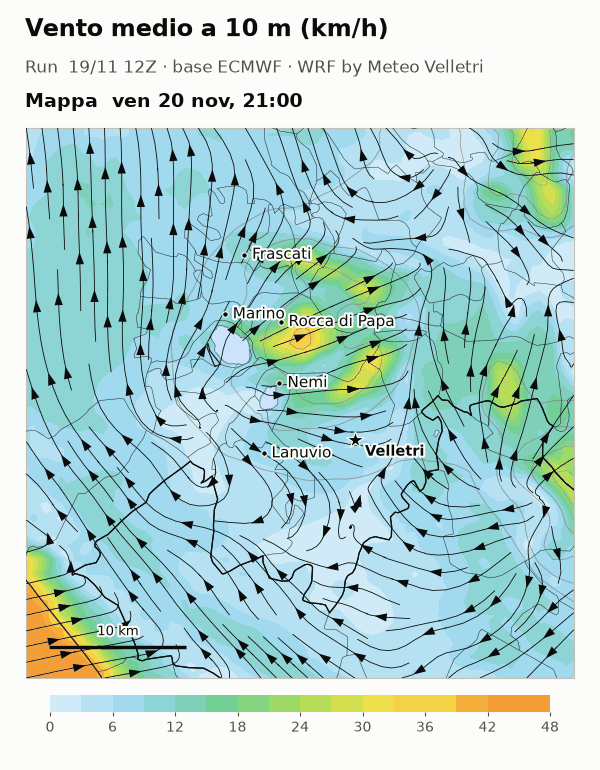 Vento medio a 10 m (km/h)
Run  19/11 12Z · base ECMWF · WRF by Meteo Velletri
Mappa  ven 20 nov, 21:00
Frascati
Marino
Rocca di Papa
Nemi
Velletri
Lanuvio
10 km
0 6 12 18 24 30 36 42 48